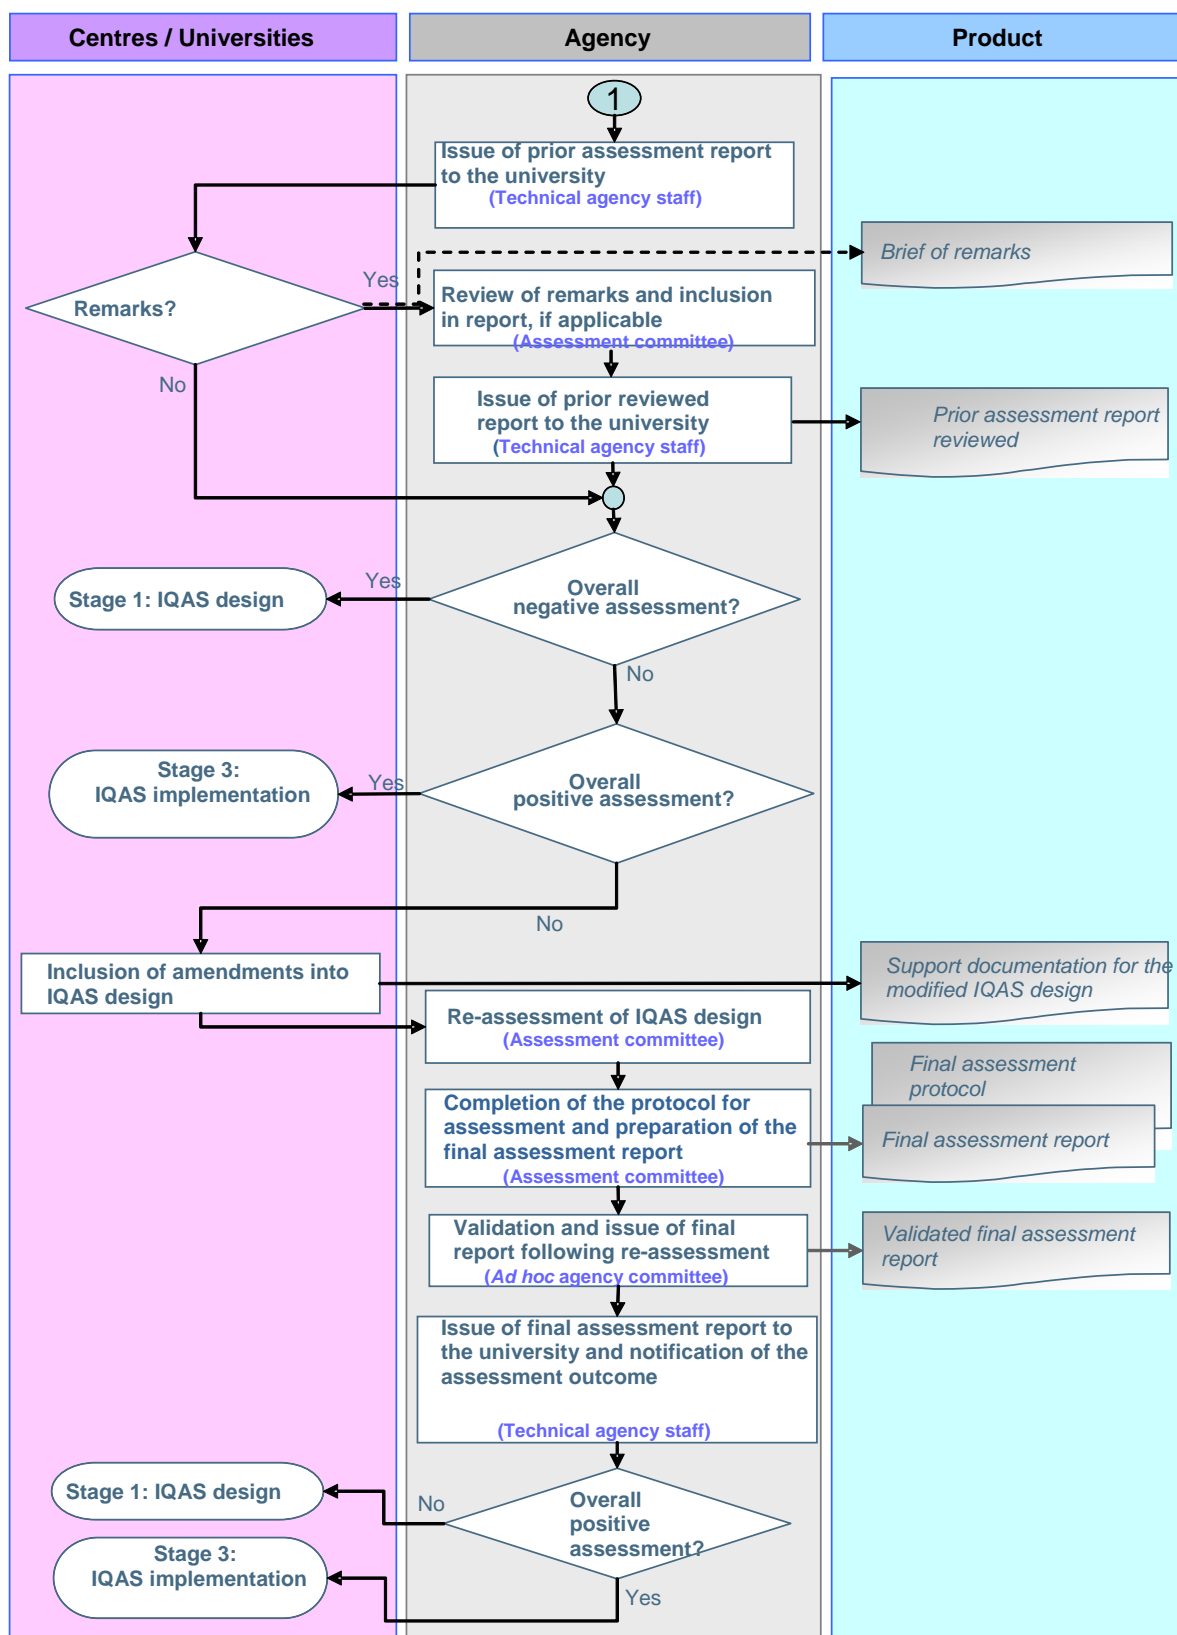 Centres / Universities
Agency
Product
1
Issue of prior assessment report
to the university
(Technical agency staff)
Brief of remarks
Yes
Remarks?
Review of remarks and inclusion
in report, if applicable
(Assessment committee)
No
Issue of prior reviewed
report to the university
(Technical agency staff)
Prior assessment report
reviewed
Overall
negative assessment?
Yes
Stage 1: IQAS design
No
Stage 3:
IQAS implementation
Yes
Overall
positive assessment?
No
Inclusion of amendments into
IQAS design
Support documentation for the
modified IQAS design
Re-assessment of IQAS design
(Assessment committee)
Final assessment
protocol
Completion of the protocol for
assessment and preparation of the
final assessment report
(Assessment committee)
Final assessment report
Validation and issue of final
report following re-assessment
(Ad hoc agency committee)
Validated final assessment
report
Issue of final assessment report to
the university and notification of the
assessment outcome
(Technical agency staff)
Stage 1: IQAS design
No
Overall
positive
assessment?
Stage 3:
IQAS implementation
Yes